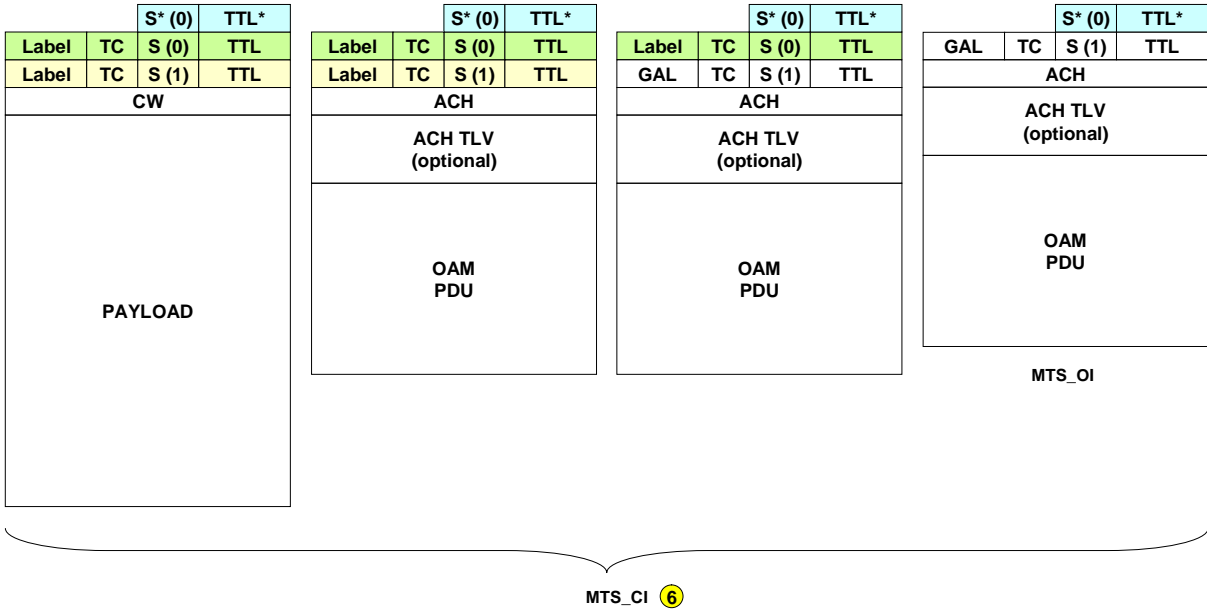 S* (0) TTL*
Label TC S (0) TTL
Label TC S (1) TTL
CW
PAYLOAD
S* (0) TTL*
Label TC S (0) TTL
Label TC S (1) TTL
ACH
ACH TLV
(optional)
OAM
PDU
S* (0) TTL*
Label TC S (0) TTL
GAL TC S (1) TTL
ACH
ACH TLV
(optional)
OAM
PDU
S* (0) TTL*
GAL TC S (1) TTL
ACH
ACH TLV
(optional)
OAM
PDU
MTS_OI
MTS_CI 6